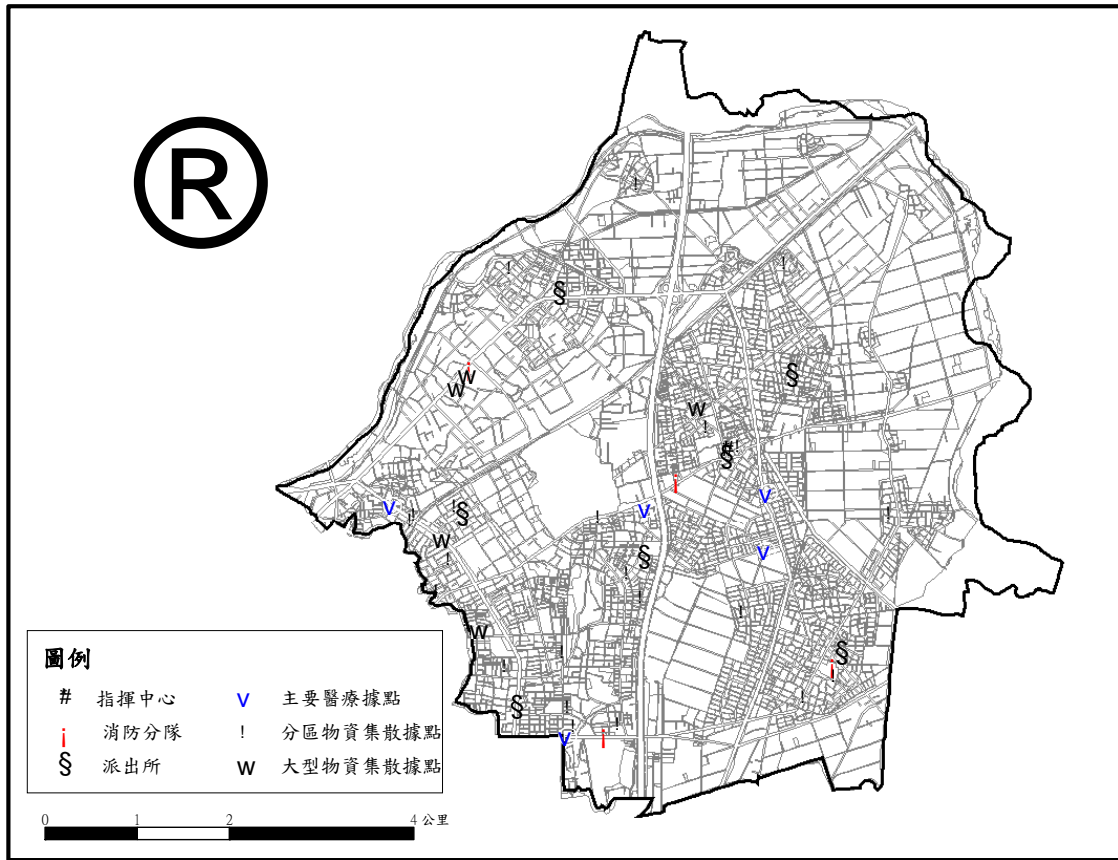 ®
圖例
# 指揮中心 v 主要醫療據點
¡ 消防分隊 ! 分區物資集散據點
§ 派出所 w 大型物資集散據點
0 1 2 4 公里